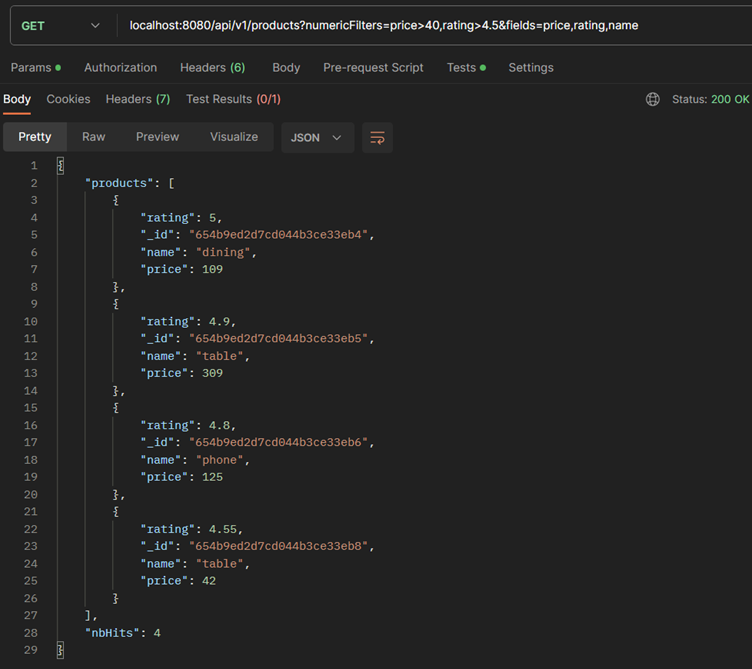 GET localhost:8080/api/v1/products?numericFilters=price>40,rating>4.5&fields=price,rating,name
Params Authorization Headers (6) Body Pre-request Script Tests Settings
Body Cookies Headers (7) Test Results (0/1) Status: 200 OK
Pretty Raw Preview Visualize JSON
1 {
2 "products": [
3 {
4 "rating": 5,
5 "_id": "654b9ed2d7cd044b3ce33eb4",
6 "name": "dining",
7 "price": 109
8 },
9 {
10 "rating": 4.9,
11 "_id": "654b9ed2d7cd044b3ce33eb5",
12 "name": "table",
13 "price": 309
14 },
15 {
16 "rating": 4.8,
17 "_id": "654b9ed2d7cd044b3ce33eb6",
18 "name": "phone",
19 "price": 125
20 },
21 {
22 "rating": 4.55,
23 "_id": "654b9ed2d7cd044b3ce33eb8",
24 "name": "table",
25 "price": 42
26 }
27 ],
28 "nbHits": 4
29 }